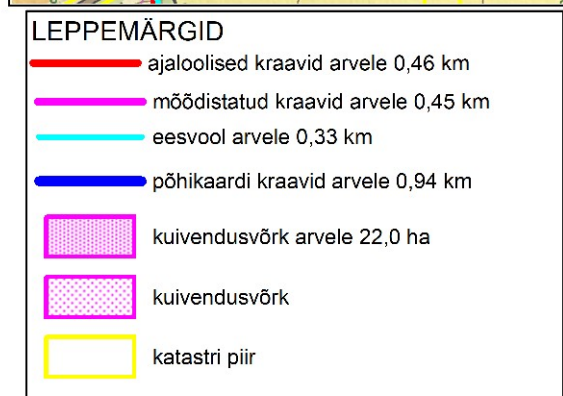 LEPPEMÄRGID
ajaloolised kraavid arvele 0,46 km
mõõdistatud kraavid arvele 0,45 km
eesvool arvele 0,33 km
põhikaardi kraavid arvele 0,94 km
kuivendusvõrk arvele 22,0 ha
kuivendusvõrk
katastri piir